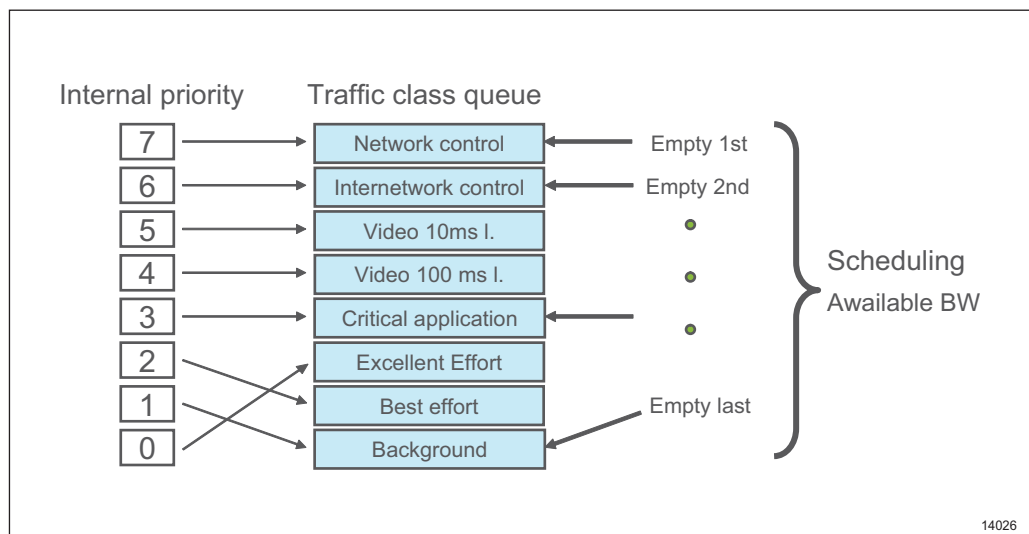 Internal priority
Traffic class queue
7
Network control
Empty 1st
6
Internetwork control
Empty 2nd
5
Video 10ms l.
4
Video 100 ms l.
Scheduling
Awailable BW
3
Critical application
2
Excellent Effort
1
Best effort
Empty last
0
Background
14026